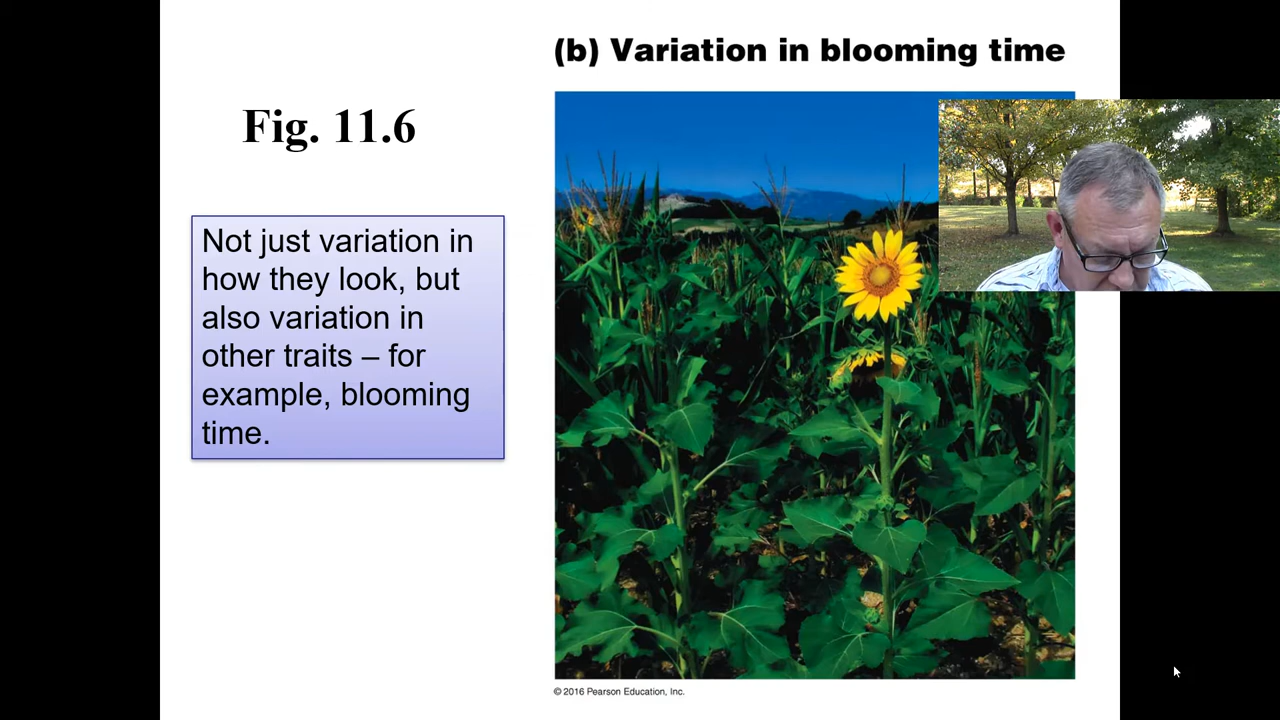 (b) Variation in blooming time
Fig. 11.6
Not just variation in
how they look, but
also variation in
other traits – for
example, blooming
time.
© 2016 Pearson Education, Inc.